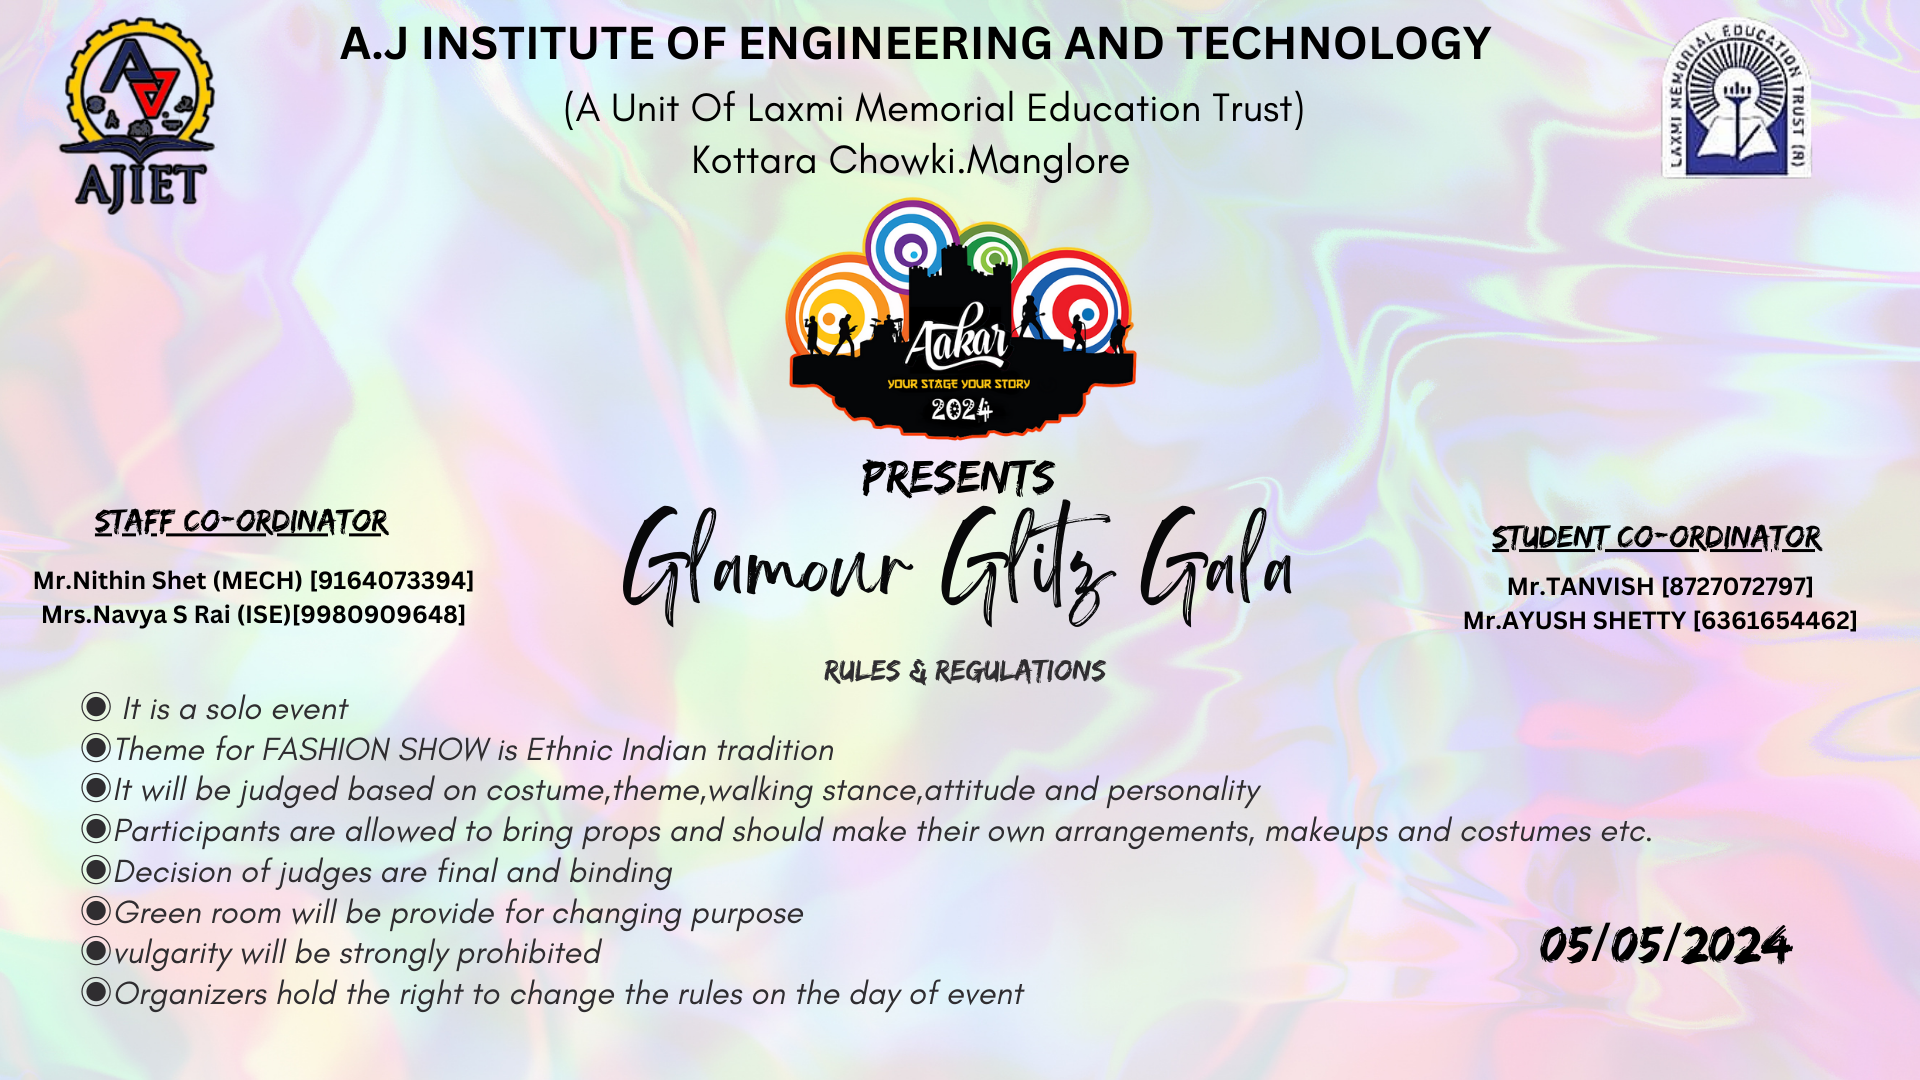 A.J INSTITUTE OF ENGINEERING AND TECHNOLOGY
(A Unit Of Laxmi Memorial Education Trust)
Kottara Chowki.Manglore
AJIET
LAXMI MEMORIAL EDUCATION TRUST (R)
Aakar
YOUR STAGE YOUR STORY
2024
PRESENTS
Glamour Glitz Gala
STAFF CO-ORDINATOR
Mr.Nithin Shet (MECH) [9164073394]
Mrs.Navya S Rai (ISE)[9980909648]
STUDENT CO-ORDINATOR
Mr.TANVISH [8727072797]
Mr.AYUSH SHETTY [6361654462]
RULES & REGULATIONS
◉ It is a solo event
◉Theme for FASHION SHOW is Ethnic Indian tradition
◉It will be judged based on costume,theme,walking stance,attitude and personality
◉Participants are allowed to bring props and should make their own arrangements, makeups and costumes etc.
◉Decision of judges are final and binding
◉Green room will be provide for changing purpose
◉vulgarity will be strongly prohibited
◉Organizers hold the right to change the rules on the day of event
05/05/2024